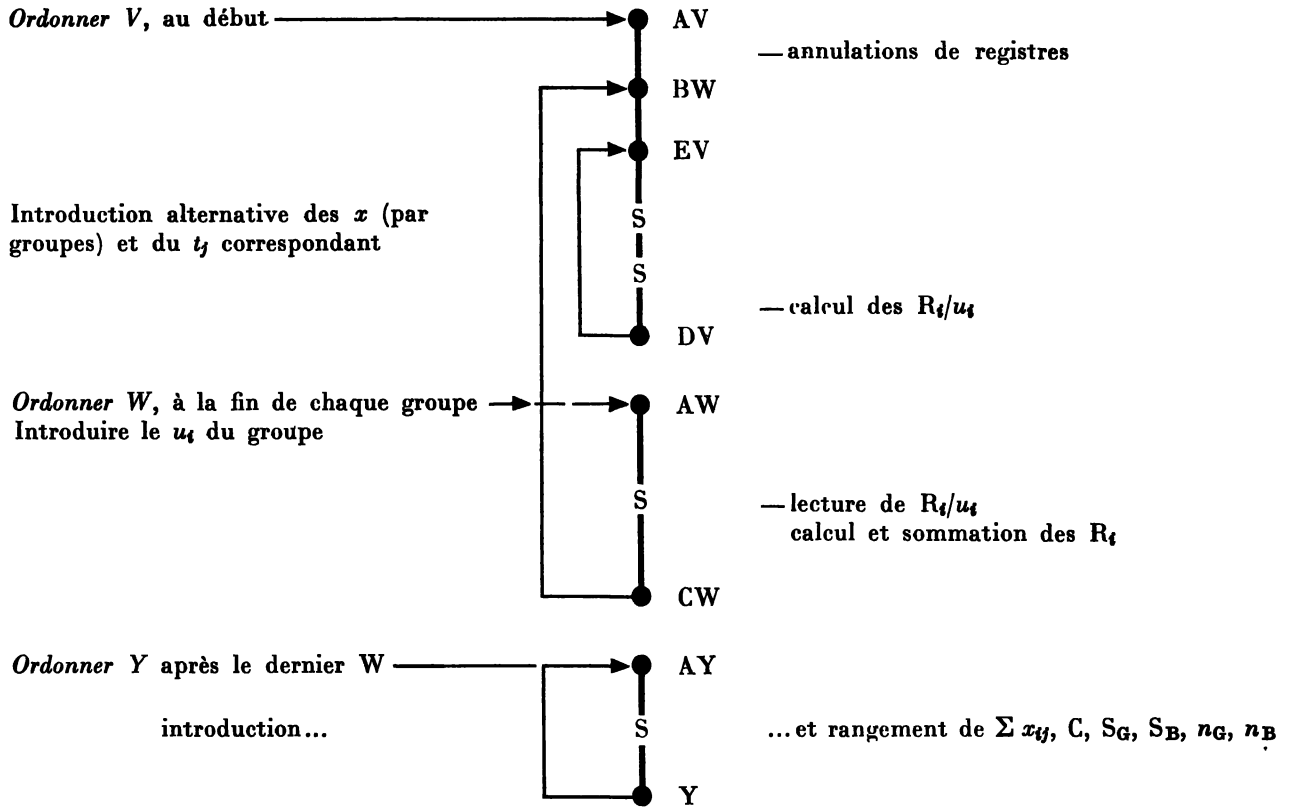 Ordonner V, au début AV
— annulations de registres
BW
EV
Introduction alternative des x (par
groupes) et du tj correspondant
S
S
— calcul des Ri/ui
DV
Ordonner W, à la fin de chaque groupe AW
Introduire le ui du groupe
S
— lecture de Ri/ui
calcul et sommation des Ri
CW
Ordonner Y après le dernier W AY
introduction... S ...et rangement de Σ xij, C, SG, SB, nG, nB
Y